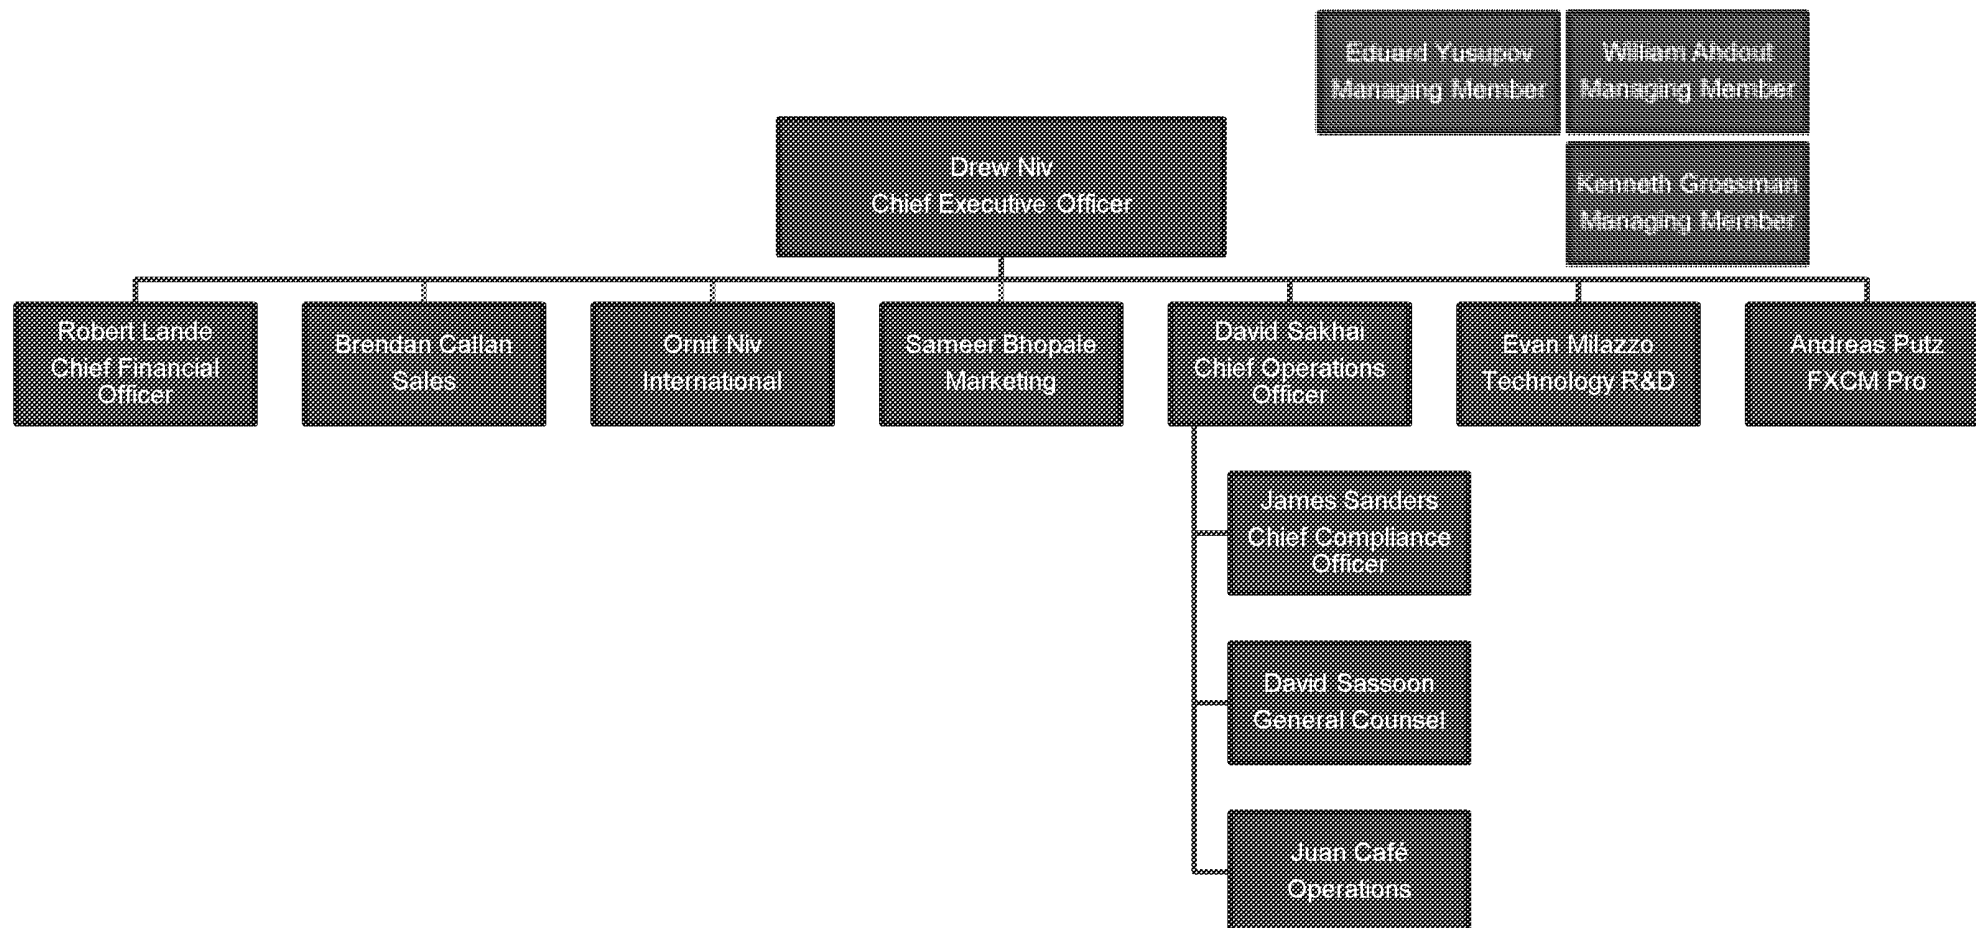 Eduard Yusupov
Managing Member
William Ahdout
Managing Member
Drew Niv
Chief Executive Officer
Kenneth Grossman
Managing Member
Robert Lande
Chief Financial
Officer
Brendan Callan
Sales
Ornit Niv
International
Sameer Bhopale
Marketing
David Sakhai
Chief Operations
Officer
Evan Milazzo
Technology R&D
Andreas Putz
FXCM Pro
James Sanders
Chief Compliance
Officer
David Sassoon
General Counsel
Juan Café
Operations